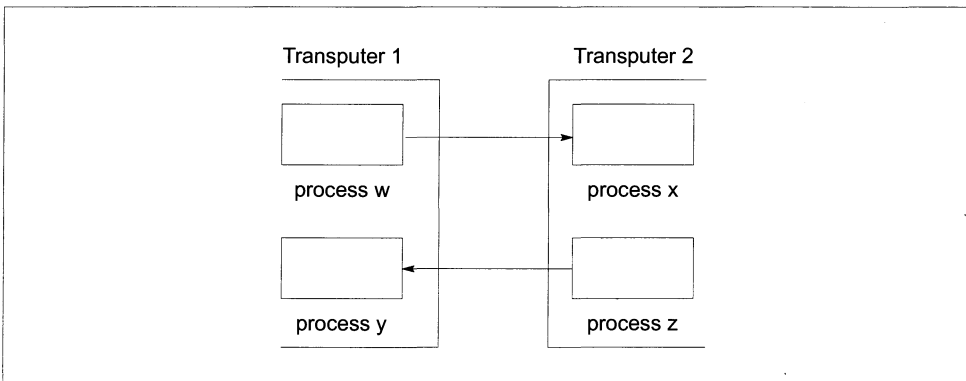 Transputer 1
Transputer 2
process w
process x
process y
process z